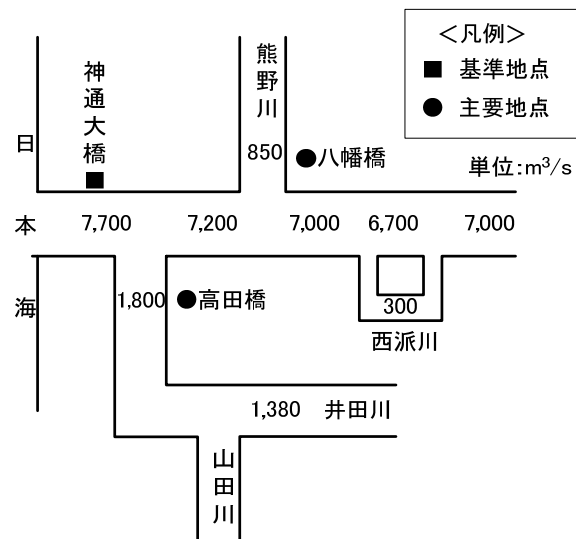 <凡例>
■ 基準地点
● 主要地点
単位:m³/s
神通大橋
熊野川
850
八幡橋
日本海
7,700
7,200
7,000
6,700
7,000
1,800
高田橋
300
西派川
1,380
井田川
山田川